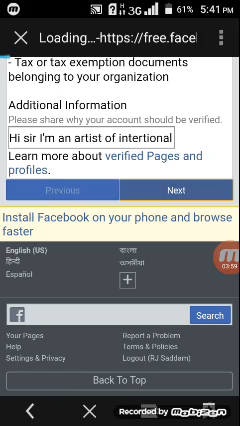 3G 61% 5:41 PM
Loading...-https://free.facel
- Tax or tax exemption documents
belonging to your organization
Additional Information
Please share why your account should be verified.
Hi sir I'm an artist of intertional
Learn more about verified Pages and
profiles.
Previous Next
Install Facebook on your phone and browse
faster
English (US) বাংলা
हिन्दी অসমীয়া
Español
03:59
Search
Your Pages Report a Problem
Help Terms & Policies
Settings & Privacy Logout (RJ Saddam)
Back To Top
Recorded by mobizen